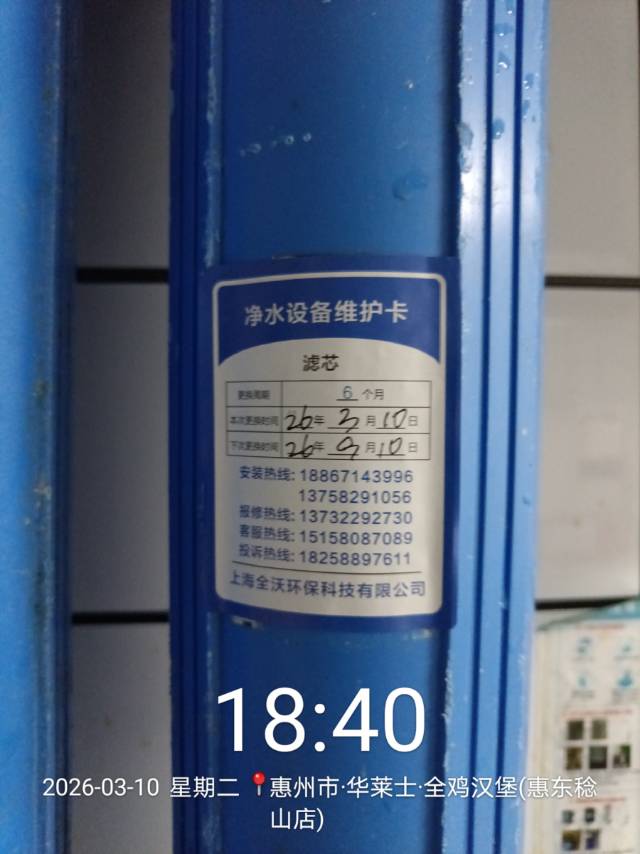 净水设备维护卡
滤芯
更换周期 6 个月
本次更换时间 26年 3月10日
下次更换时间 26年 9月10日
安装热线: 18867143996
13758291056
报修热线: 13732292730
客服热线: 15158087089
投诉热线: 18258897611
上海全沃环保科技有限公司
18:40
2026-03-10 星期二 📍惠州市·华莱士·全鸡汉堡(惠东稔
山店)